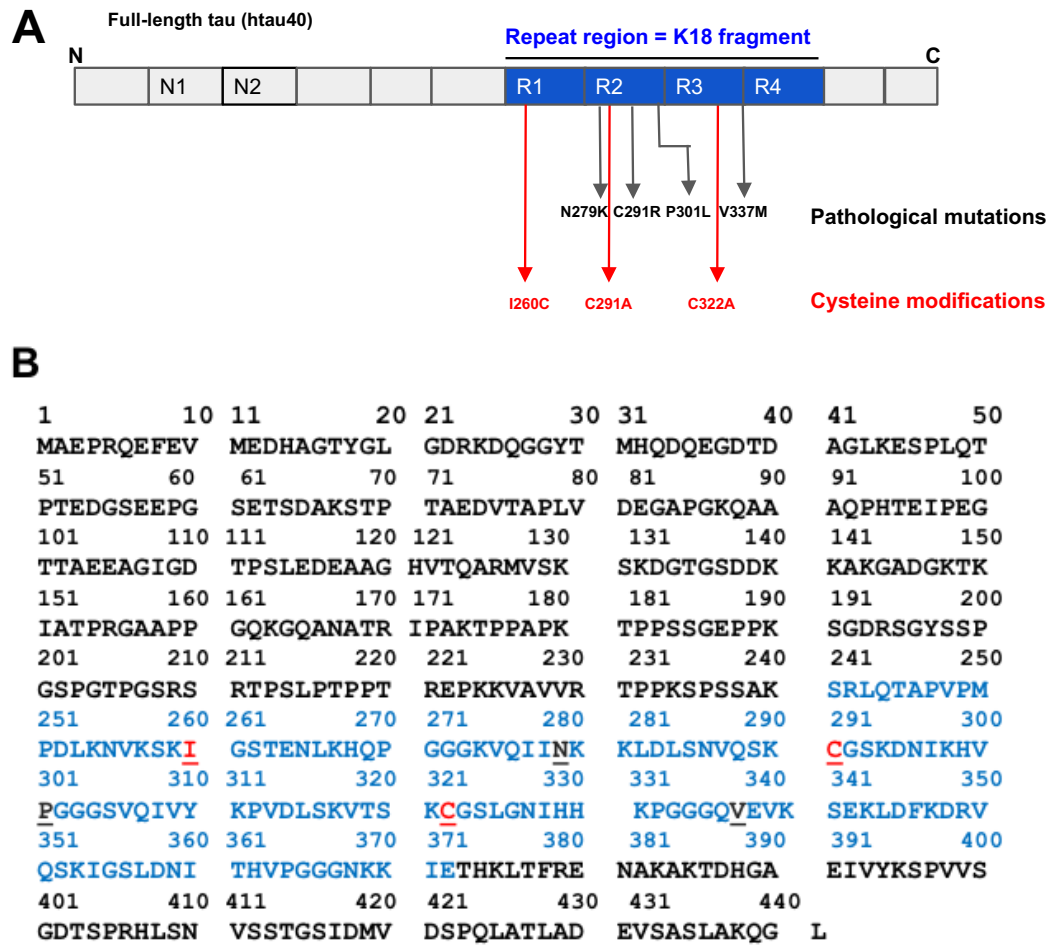 A
Full-length tau (htau40)
Repeat region = K18 fragment
N
C
N1 N2 R1 R2 R3 R4
N279K C291R P301L V337M
Pathological mutations
I260C C291A C322A
Cysteine modifications
B
1 10 11 20 21 30 31 40 41 50
MAEPRQEFEV MEDHAGTYGL GDRKDQGGYT MHQDQEGDTD AGLKESPLQT
51 60 61 70 71 80 81 90 91 100
PTEDGSEEPG SETSDAKSTP TAEDVTAPLV DEGAPGKQAA AQPHTEIPEG
101 110 111 120 121 130 131 140 141 150
TTAEEAGIGD TPSLEDEAAG HVTQARMVSK SKDGTGSDDK KAKGADGKTK
151 160 161 170 171 180 181 190 191 200
IATPRGAAPP GQKGQANATR IPAKTPPAPK TPPSSGEPPK SGDRSGYSSP
201 210 211 220 221 230 231 240 241 250
GSPGTPGSRS RTPSLPTPPT REPKKVAVVR TPPKSPSSAK SRLQTAPVPM
251 260 261 270 271 280 281 290 291 300
PDLKNVKSKI GSTENLKHQP GGGKVQIINK KLDLSNVQSK CGSKDNIKHV
301 310 311 320 321 330 331 340 341 350
PGGGSVQIVY KPVDLSKVTS KCGSLGNIHH KPGGGQVEVK SEKLDFKDRV
351 360 361 370 371 380 381 390 391 400
QSKIGSLDNI THVPGGGNKK IETHKLTFRE NAKAKTDHGA EIVYKSPVVS
401 410 411 420 421 430 431 440
GDTSPRHLSN VSSTGSIDMV DSPQLATLAD EVSASLAKQG L